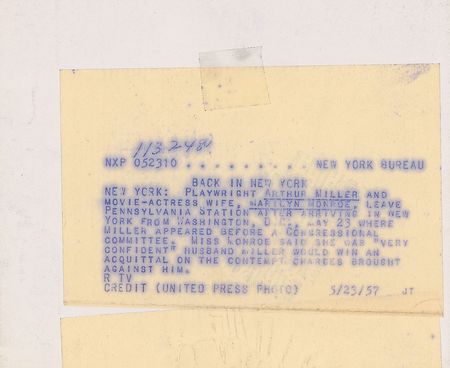 113 248
NXP 052310 . . . . . . . . . NEW YORK BUREAU
BACK IN NEW YORK
NEW YORK: PLAYWRIGHT ARTHUR MILLER AND
MOVIE-ACTRESS WIFE, MARILYN MONROE, LEAVE
PENNSYLVANIA STATION AFTER ARRIVING IN NEW
YORK FROM WASHINGTON, D.C., MAY 23 WHERE
MILLER APPEARED BEFORE A CONGRESSIONAL
COMMITTEE. MISS MONROE SAID SHE WAS "VERY
CONFIDENT" HUSBAND MILLER WOULD WIN AN
ACQUITTAL ON THE CONTEMPT CHARGES BROUGHT
AGAINST HIM.
R TV
CREDIT (UNITED PRESS PHOTO) 5/23/57 JT